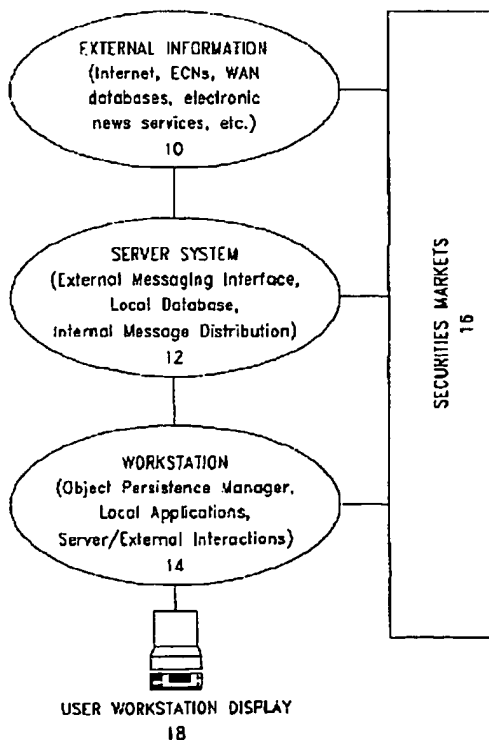 EXTERNAL INFORMATION
(Internet, ECNs, WAN
databases, electronic
news services, etc.)
10
SERVER SYSTEM
(External Messaging Interface,
Local Database,
Internal Message Distribution)
12
WORKSTATION
(Object Persistence Manager,
Local Applications,
Server/External Interactions)
14
USER WORKSTATION DISPLAY
18
SECURITIES MARKETS
16